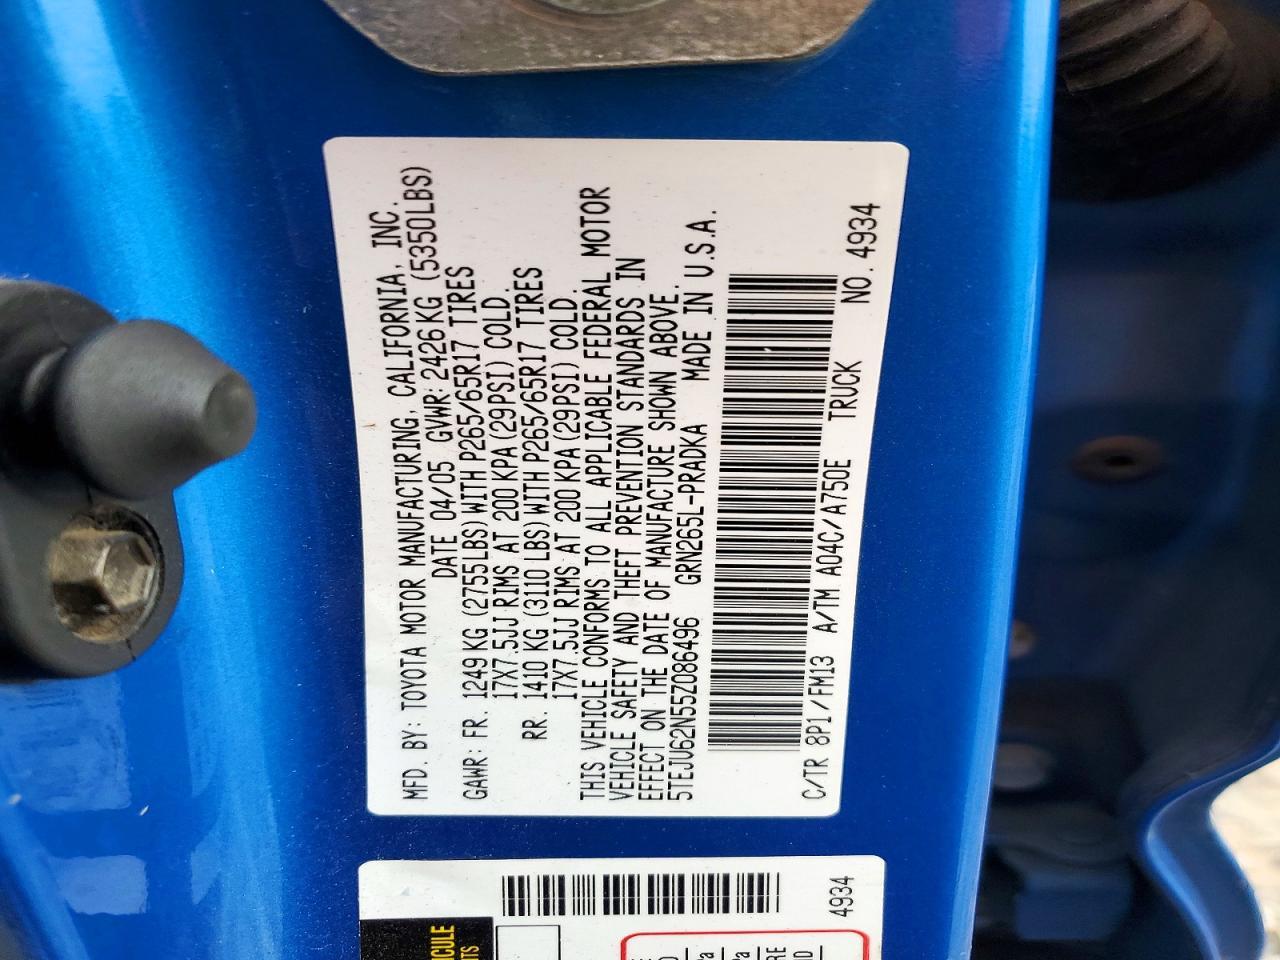 MFD. BY: TOYOTA MOTOR MANUFACTURING, CALIFORNIA, INC.
DATE 04/05 GVWR: 2426 KG (5350LBS)
GAWR: FR. 1249 KG (2755LBS) WITH P265/65R17 TIRES
17X7.5JJ RIMS AT 200 KPA (29PSI) COLD.
RR. 1410 KG (3110 LBS) WITH P265/65R17 TIRES
17X7.5JJ RIMS AT 200 KPA (29PSI) COLD.
THIS VEHICLE CONFORMS TO ALL APPLICABLE FEDERAL MOTOR
VEHICLE SAFETY AND THEFT PREVENTION STANDARDS IN
EFFECT ON THE DATE OF MANUFACTURE SHOWN ABOVE.
5TEJU62N55Z086496 GRN265L-PRADKA MADE IN U.S.A.
C/TR 8P1/FM13 A/TM A04C/A750E TRUCK NO. 4934
4934